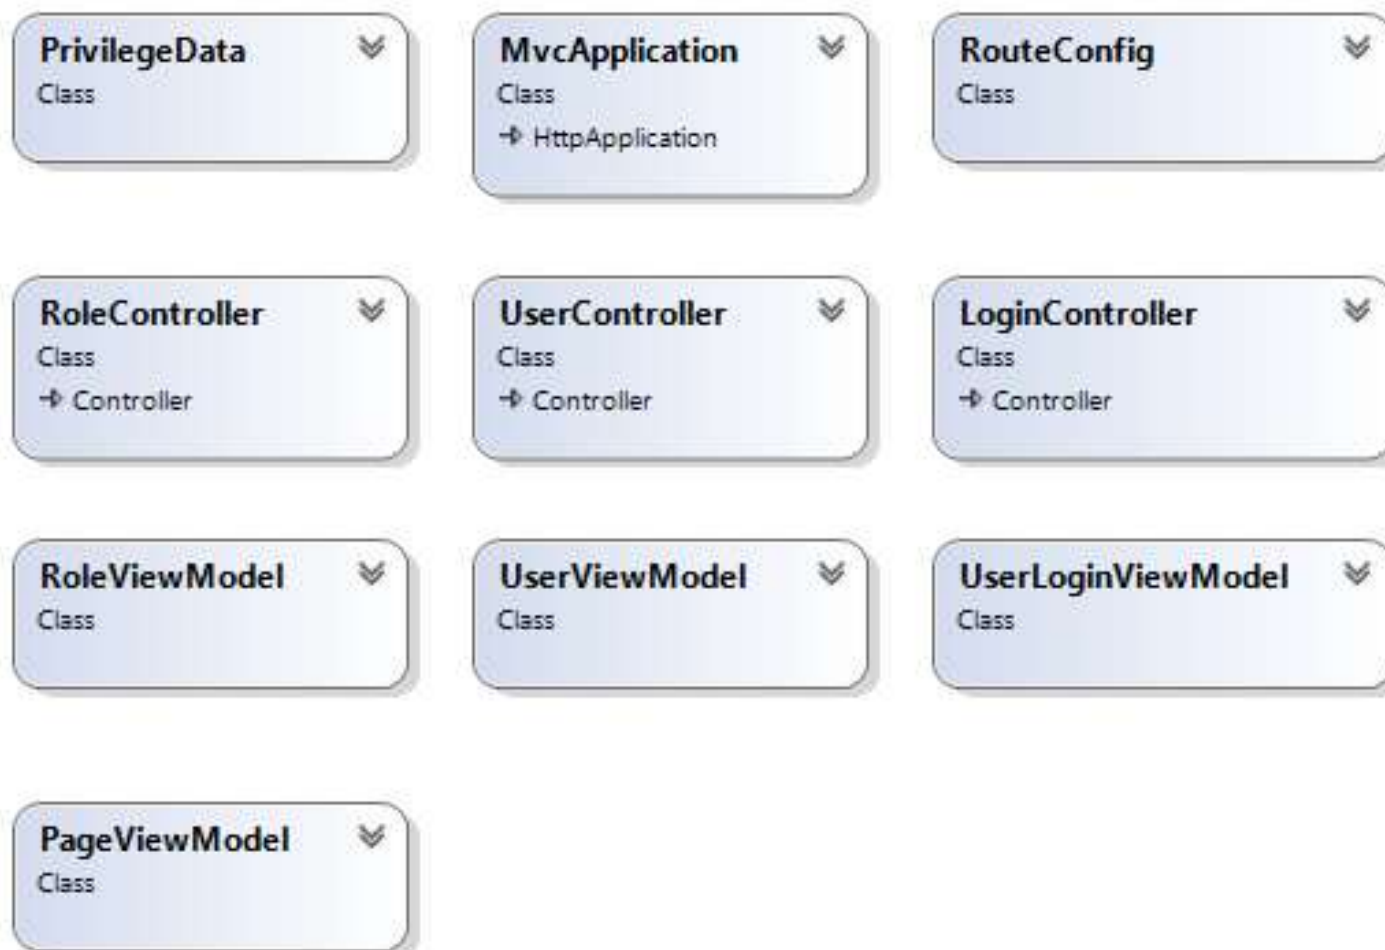 PrivilegeData
Class
MvcApplication
Class
HttpApplication
RouteConfig
Class
RoleController
Class
Controller
UserController
Class
Controller
LoginController
Class
Controller
RoleViewModel
Class
UserViewModel
Class
UserLoginViewModel
Class
PageViewModel
Class